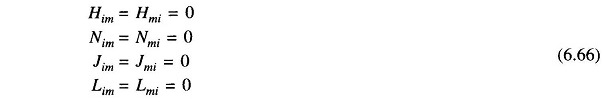 H_{im} = H_{mi} = 0
N_{im} = N_{mi} = 0
J_{im} = J_{mi} = 0
L_{im} = L_{mi} = 0
(6.66)